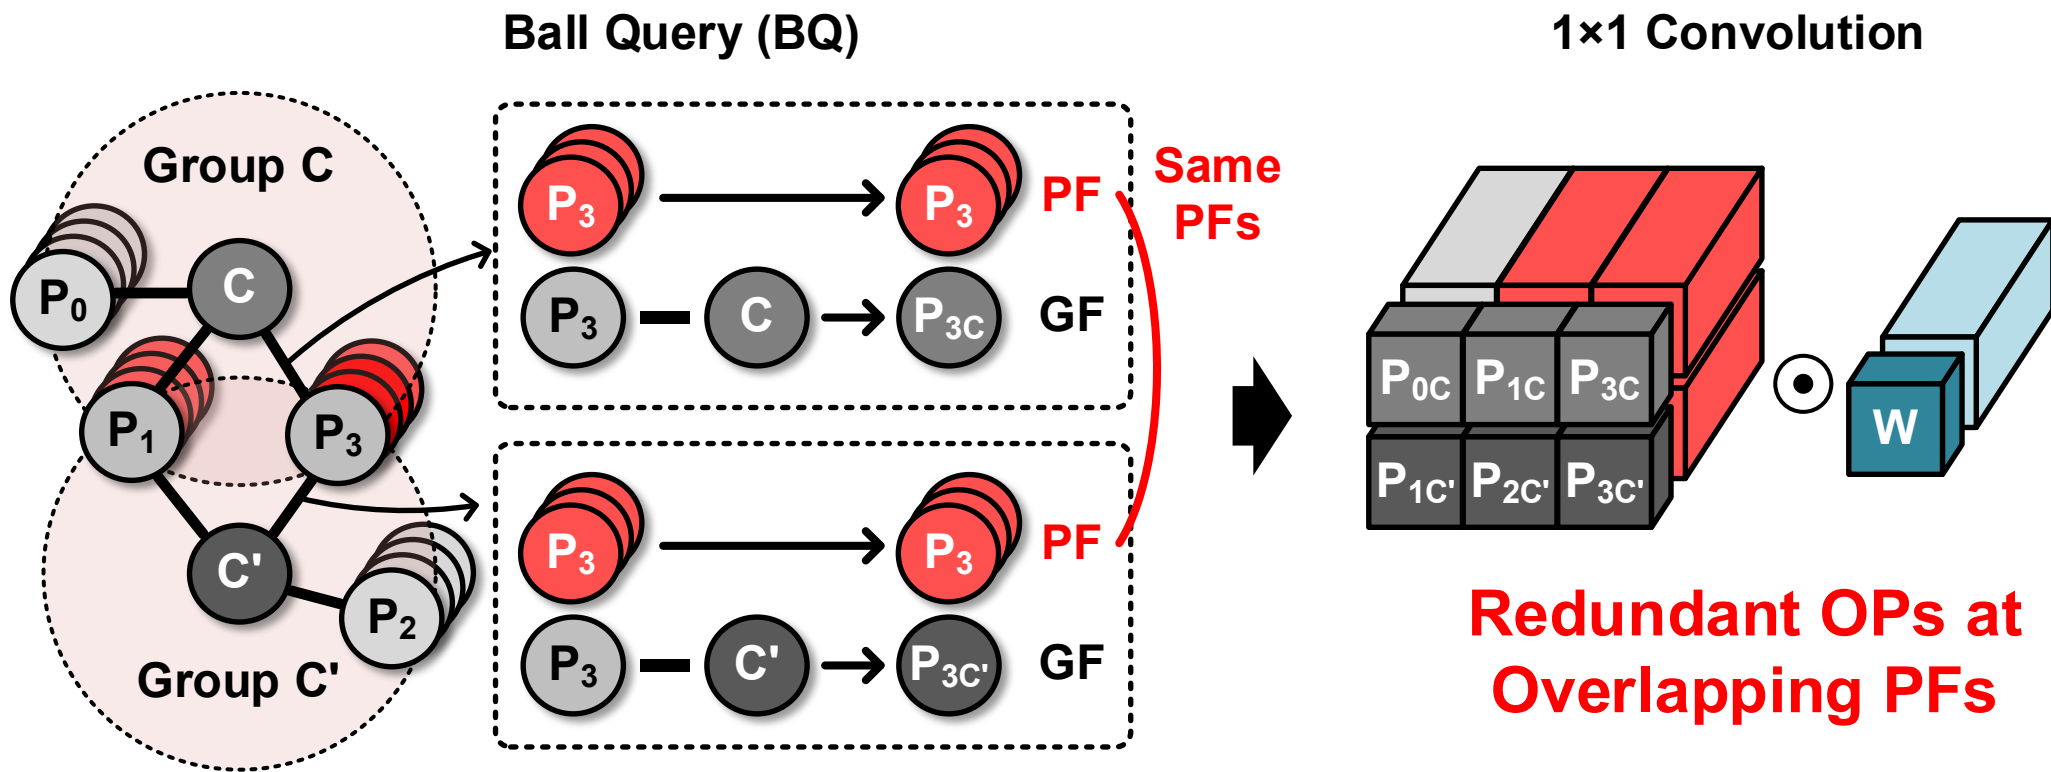 Ball Query (BQ)
1×1 Convolution
Group C
P0
C
P1
P3
C'
P2
Group C'
P3
P3
PF
P3
C
P3C
GF
P3
P3
PF
P3
C'
P3C'
GF
Same
PFs
P0C P1C P3C
P1C' P2C' P3C'
W
Redundant OPs at
Overlapping PFs